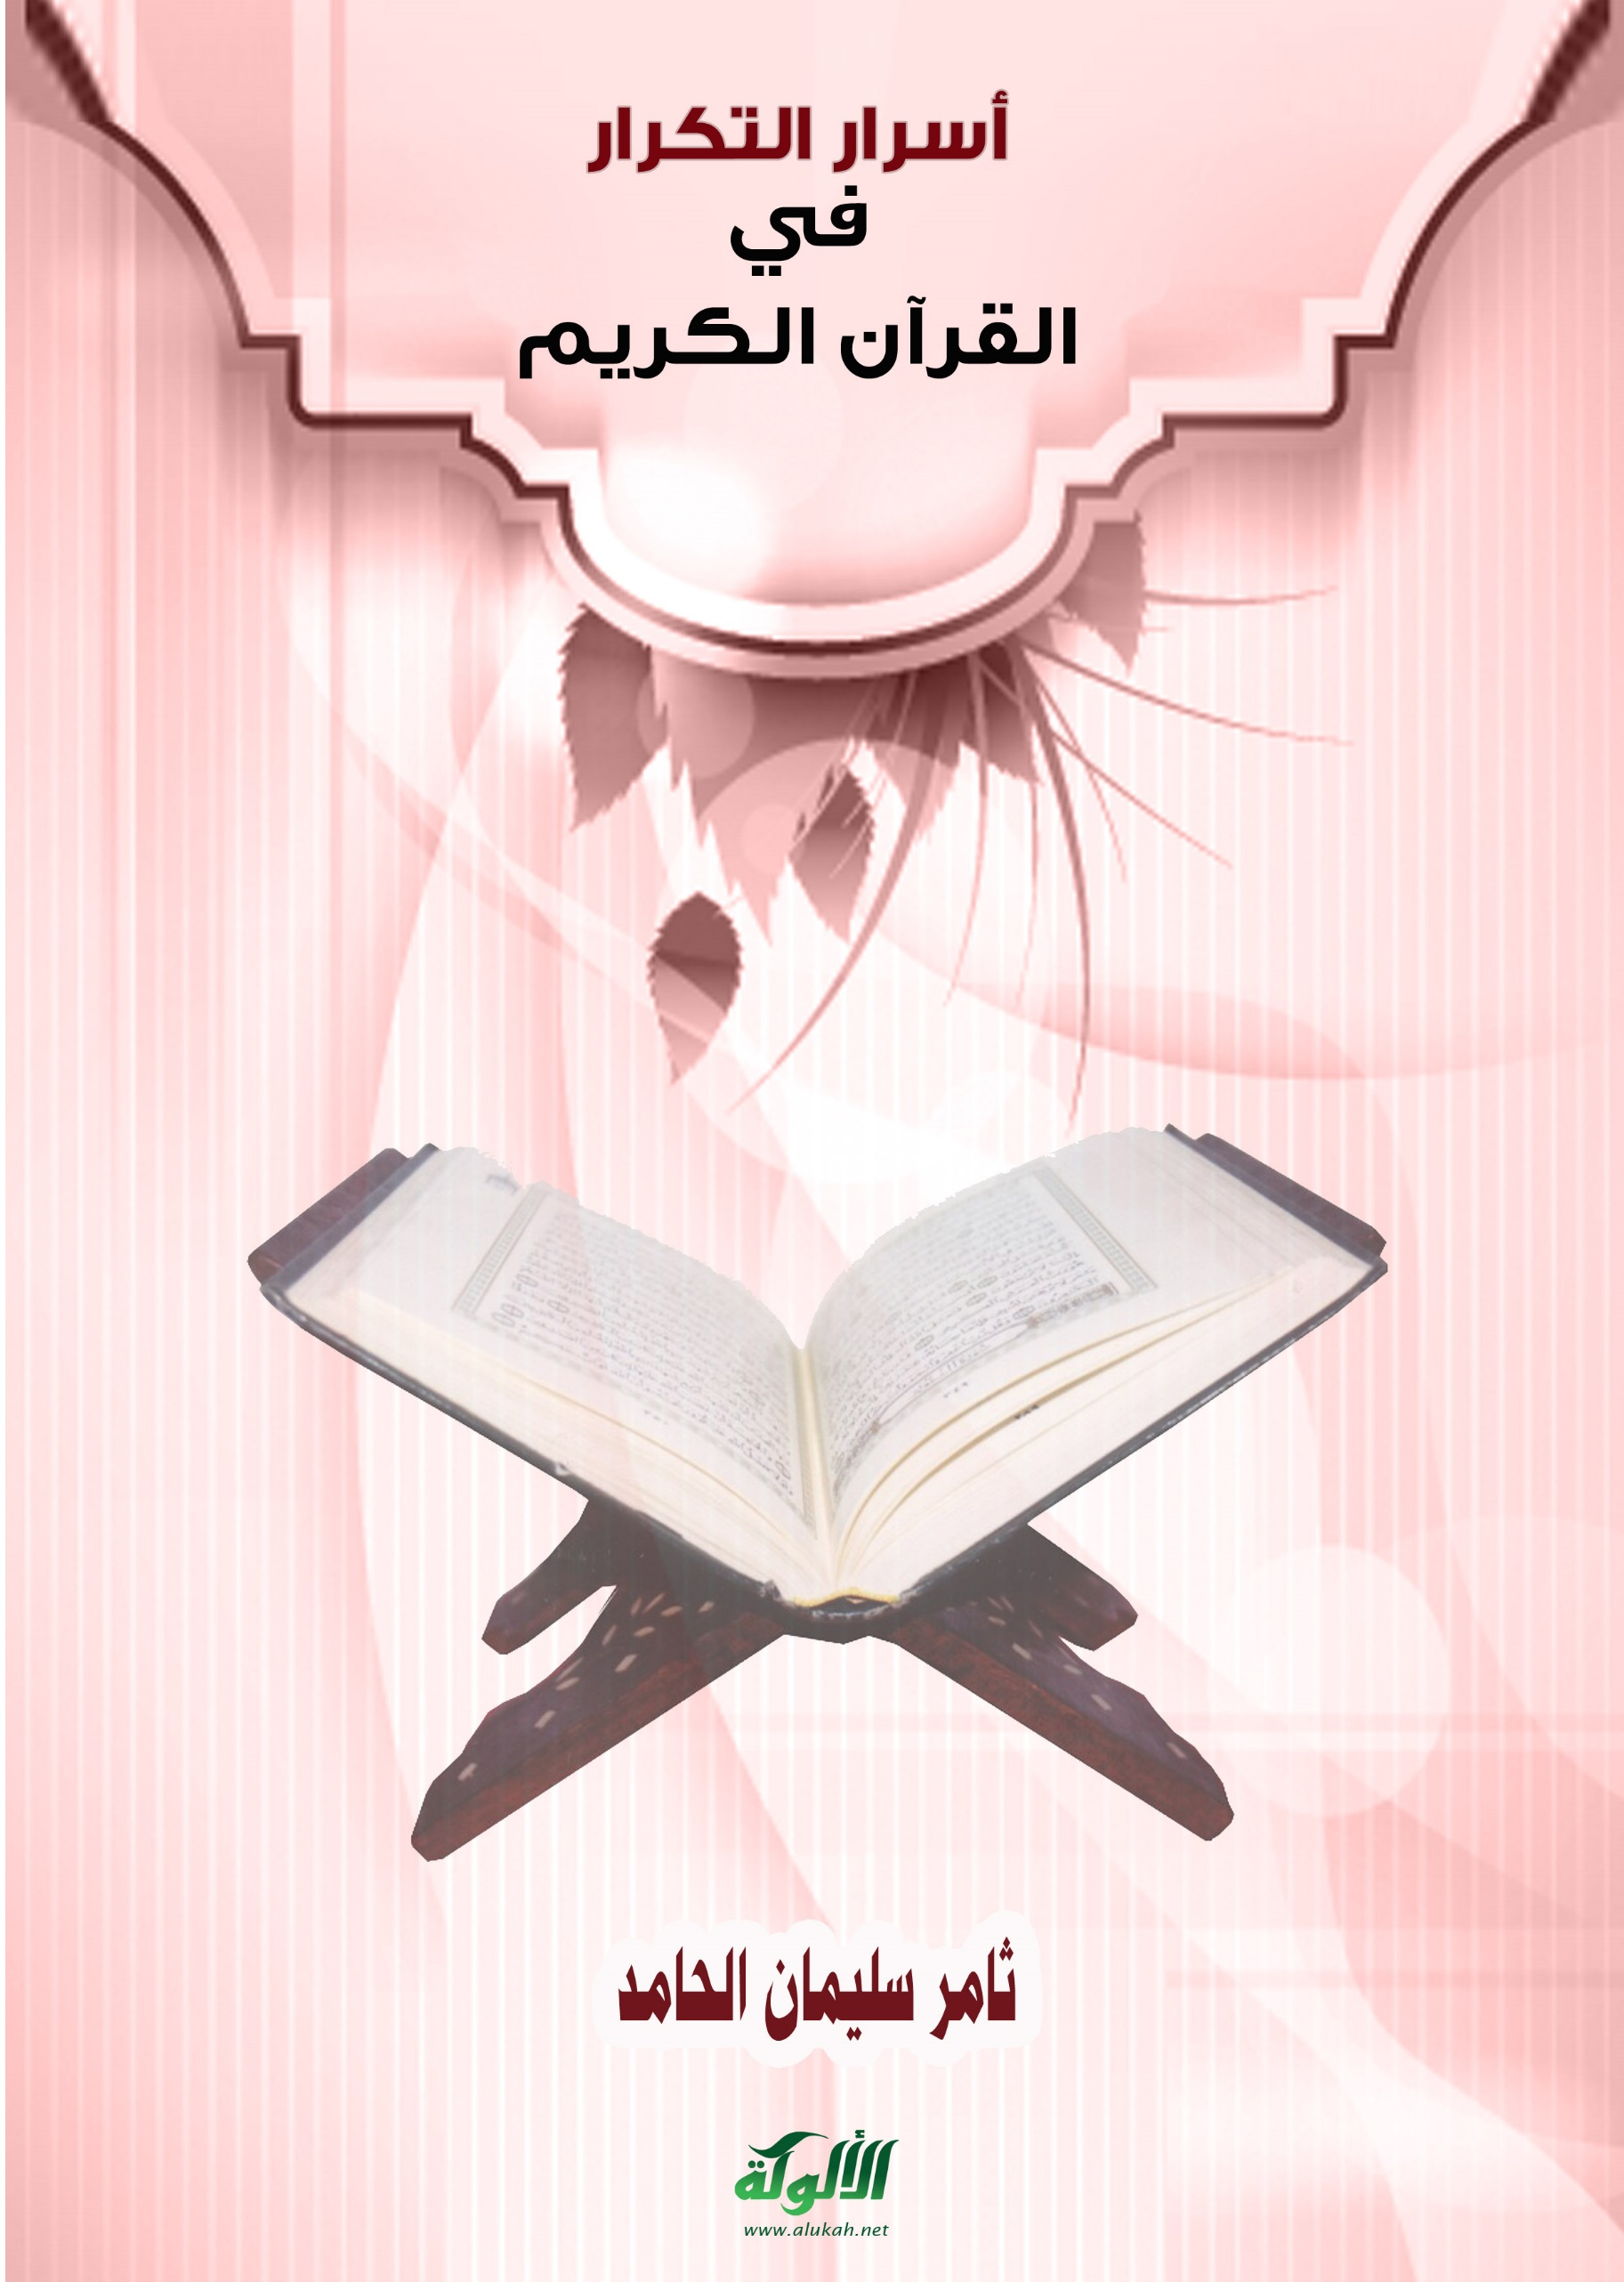 أسرار التكرار
في
القرآن الكريم
ثامر سليمان الحامد
الألوكة
www.alukah.net